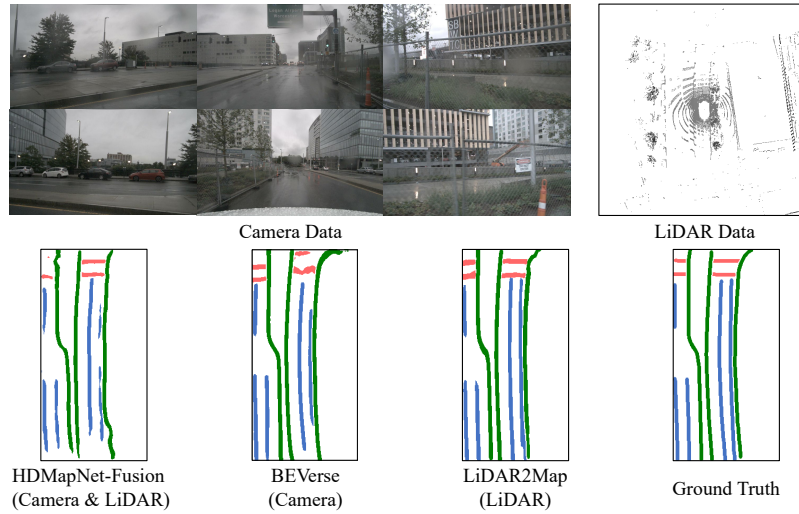 Camera Data
LiDAR Data
HDMapNet-Fusion
(Camera & LiDAR)
BEVerse
(Camera)
LiDAR2Map
(LiDAR)
Ground Truth